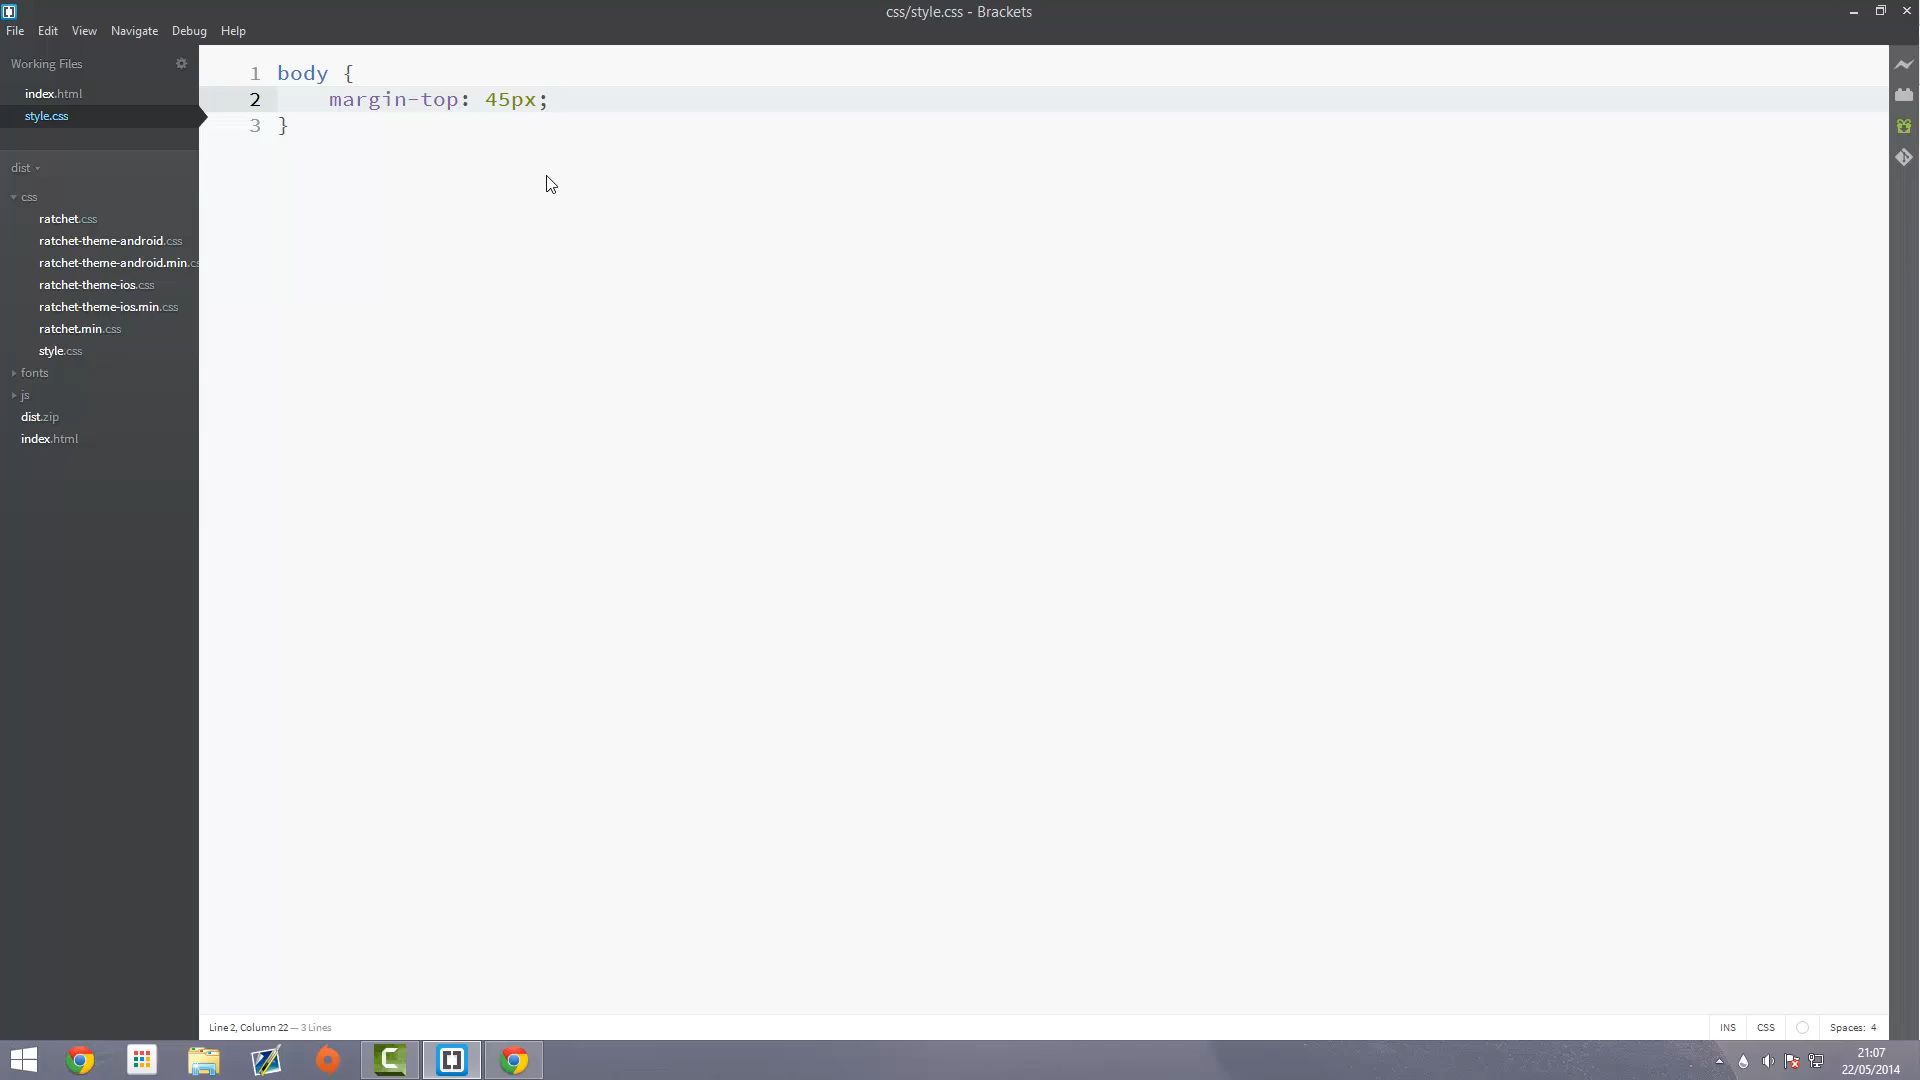 css/style.css - Brackets
File Edit View Navigate Debug Help
Working Files
index.html
style.css
dist
css
ratchet.css
ratchet-theme-android.css
ratchet-theme-android.min.cs
ratchet-theme-ios.css
ratchet-theme-ios.min.css
ratchet.min.css
style.css
fonts
js
dist.zip
index.html
1 body {
2 margin-top: 45px;
3 }
Line 2, Column 22 — 3 Lines
INS CSS Spaces: 4
21:07
22/05/2014